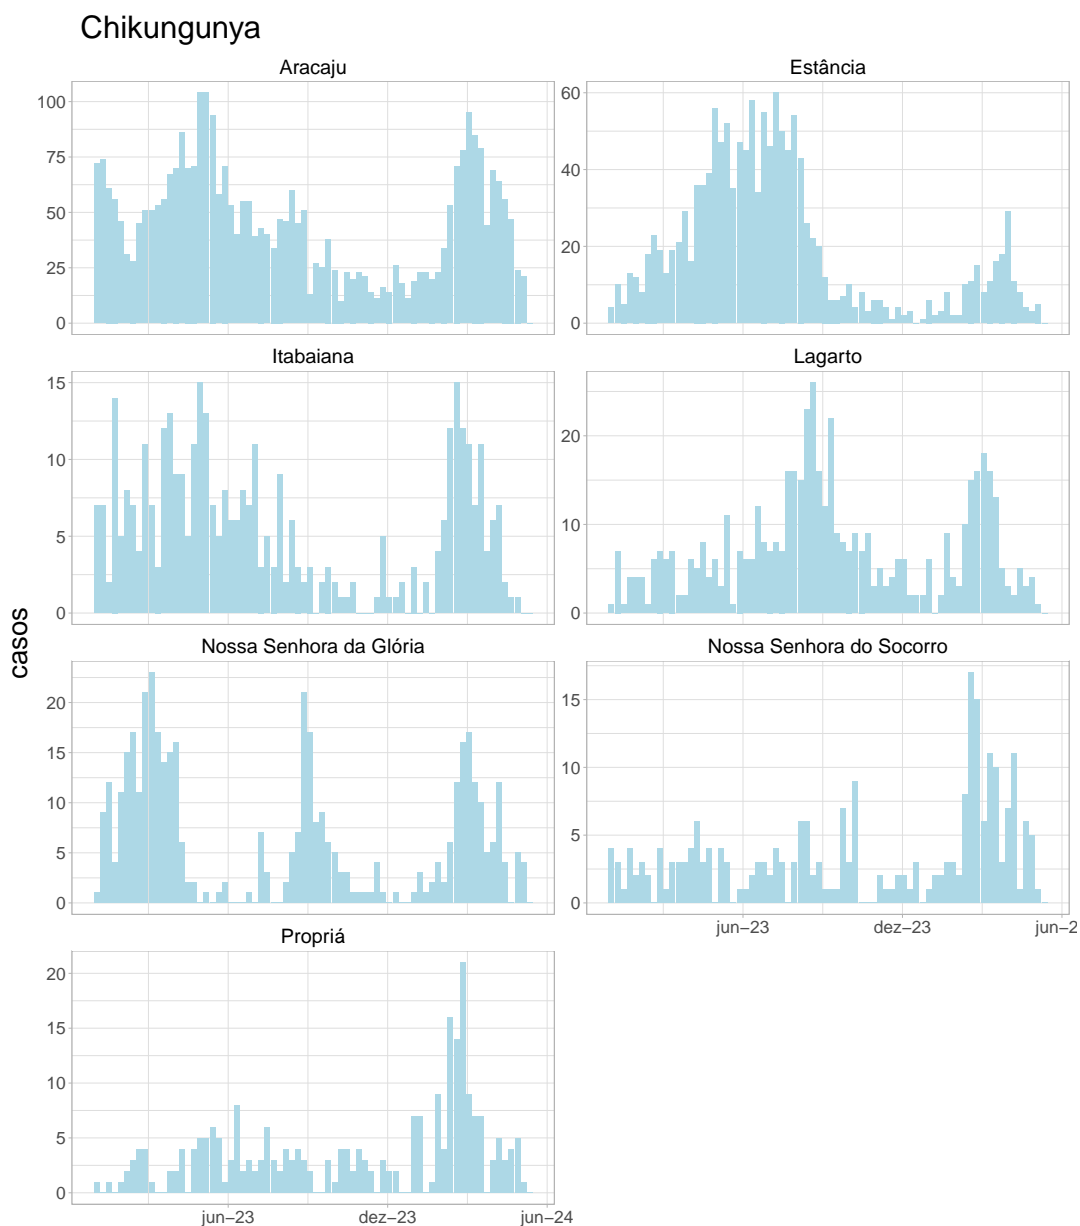 Chikungunya
Aracaju
Estância
100
75
50
25
0
60
40
20
0
Itabaiana
Lagarto
15
10
5
0
20
10
0
casos
Nossa Senhora da Glória
Nossa Senhora do Socorro
20
15
10
5
0
15
10
5
0
jun−23
dez−23
jun−2
Propriá
20
15
10
5
0
jun−23
dez−23
jun−24